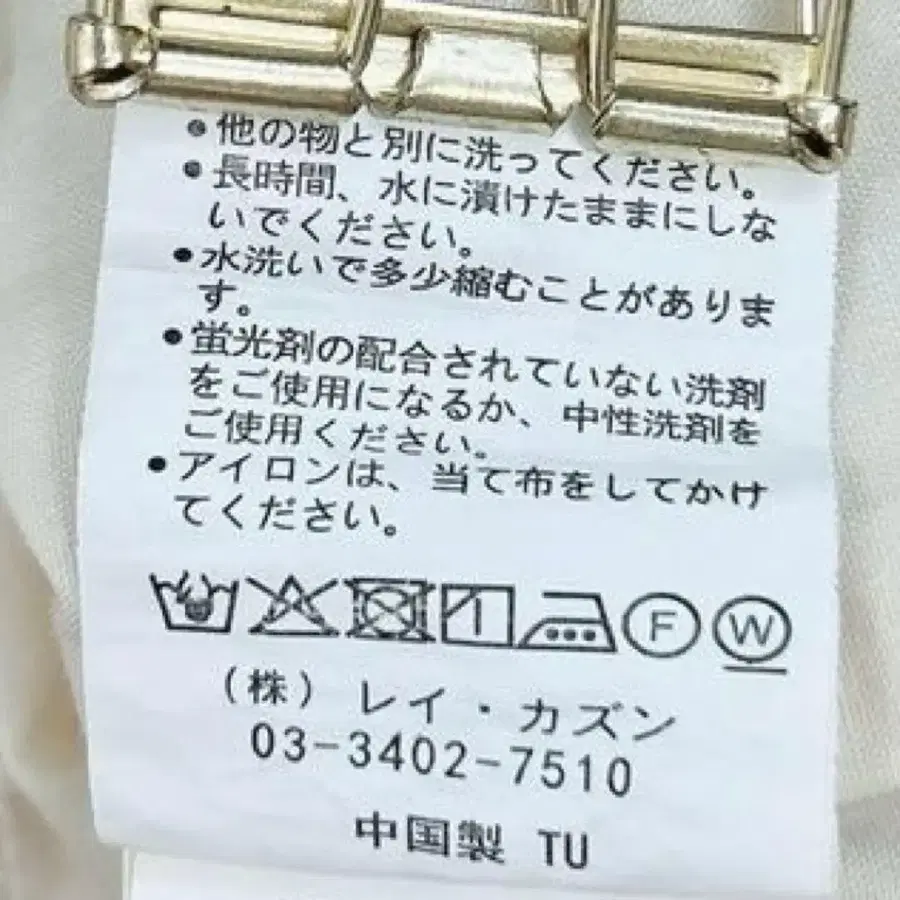 ●他の物と別に洗ってください。
●長時間、水に漬けたままにしな
いでください。
●水洗いで多少縮むことがありま
す。
●蛍光剤の配合されていない洗剤
をご使用になるか、中性洗剤を
ご使用ください。
●アイロンは、当て布をしてかけ
てください。
F W
(株) レイ・カズン
03-3402-7510
中国製 TU